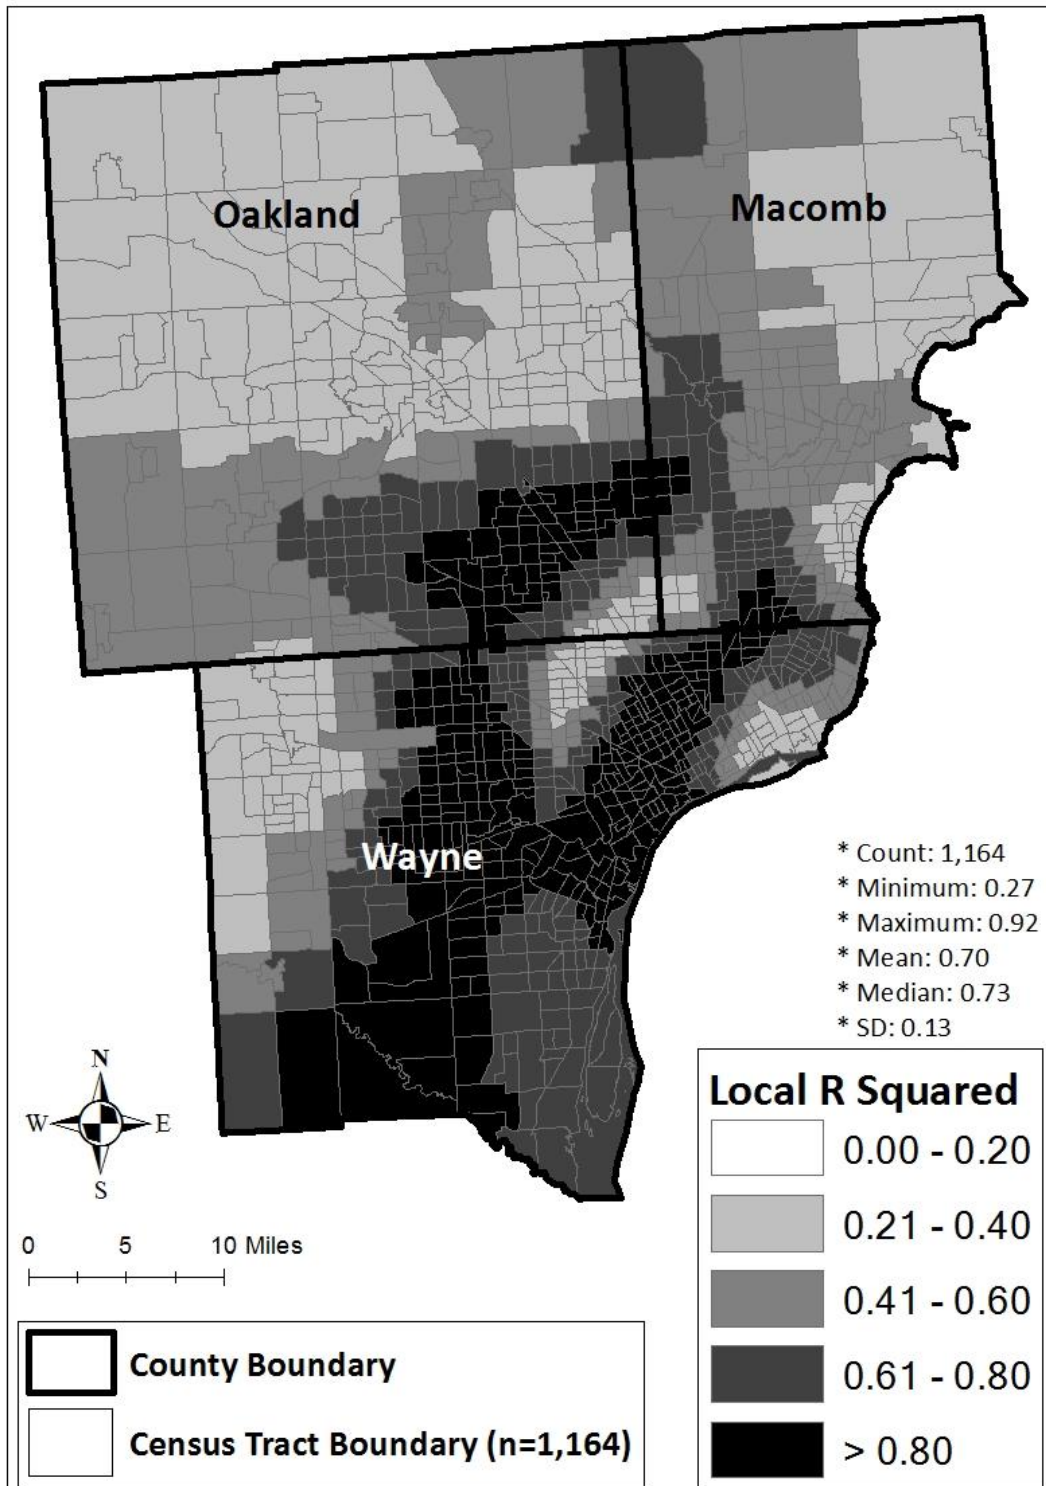 Oakland
Macomb
Wayne
* Count: 1,164
* Minimum: 0.27
* Maximum: 0.92
* Mean: 0.70
* Median: 0.73
* SD: 0.13
N
W E
S
0 5 10 Miles
County Boundary
Census Tract Boundary (n=1,164)
Local R Squared
0.00 - 0.20
0.21 - 0.40
0.41 - 0.60
0.61 - 0.80
> 0.80